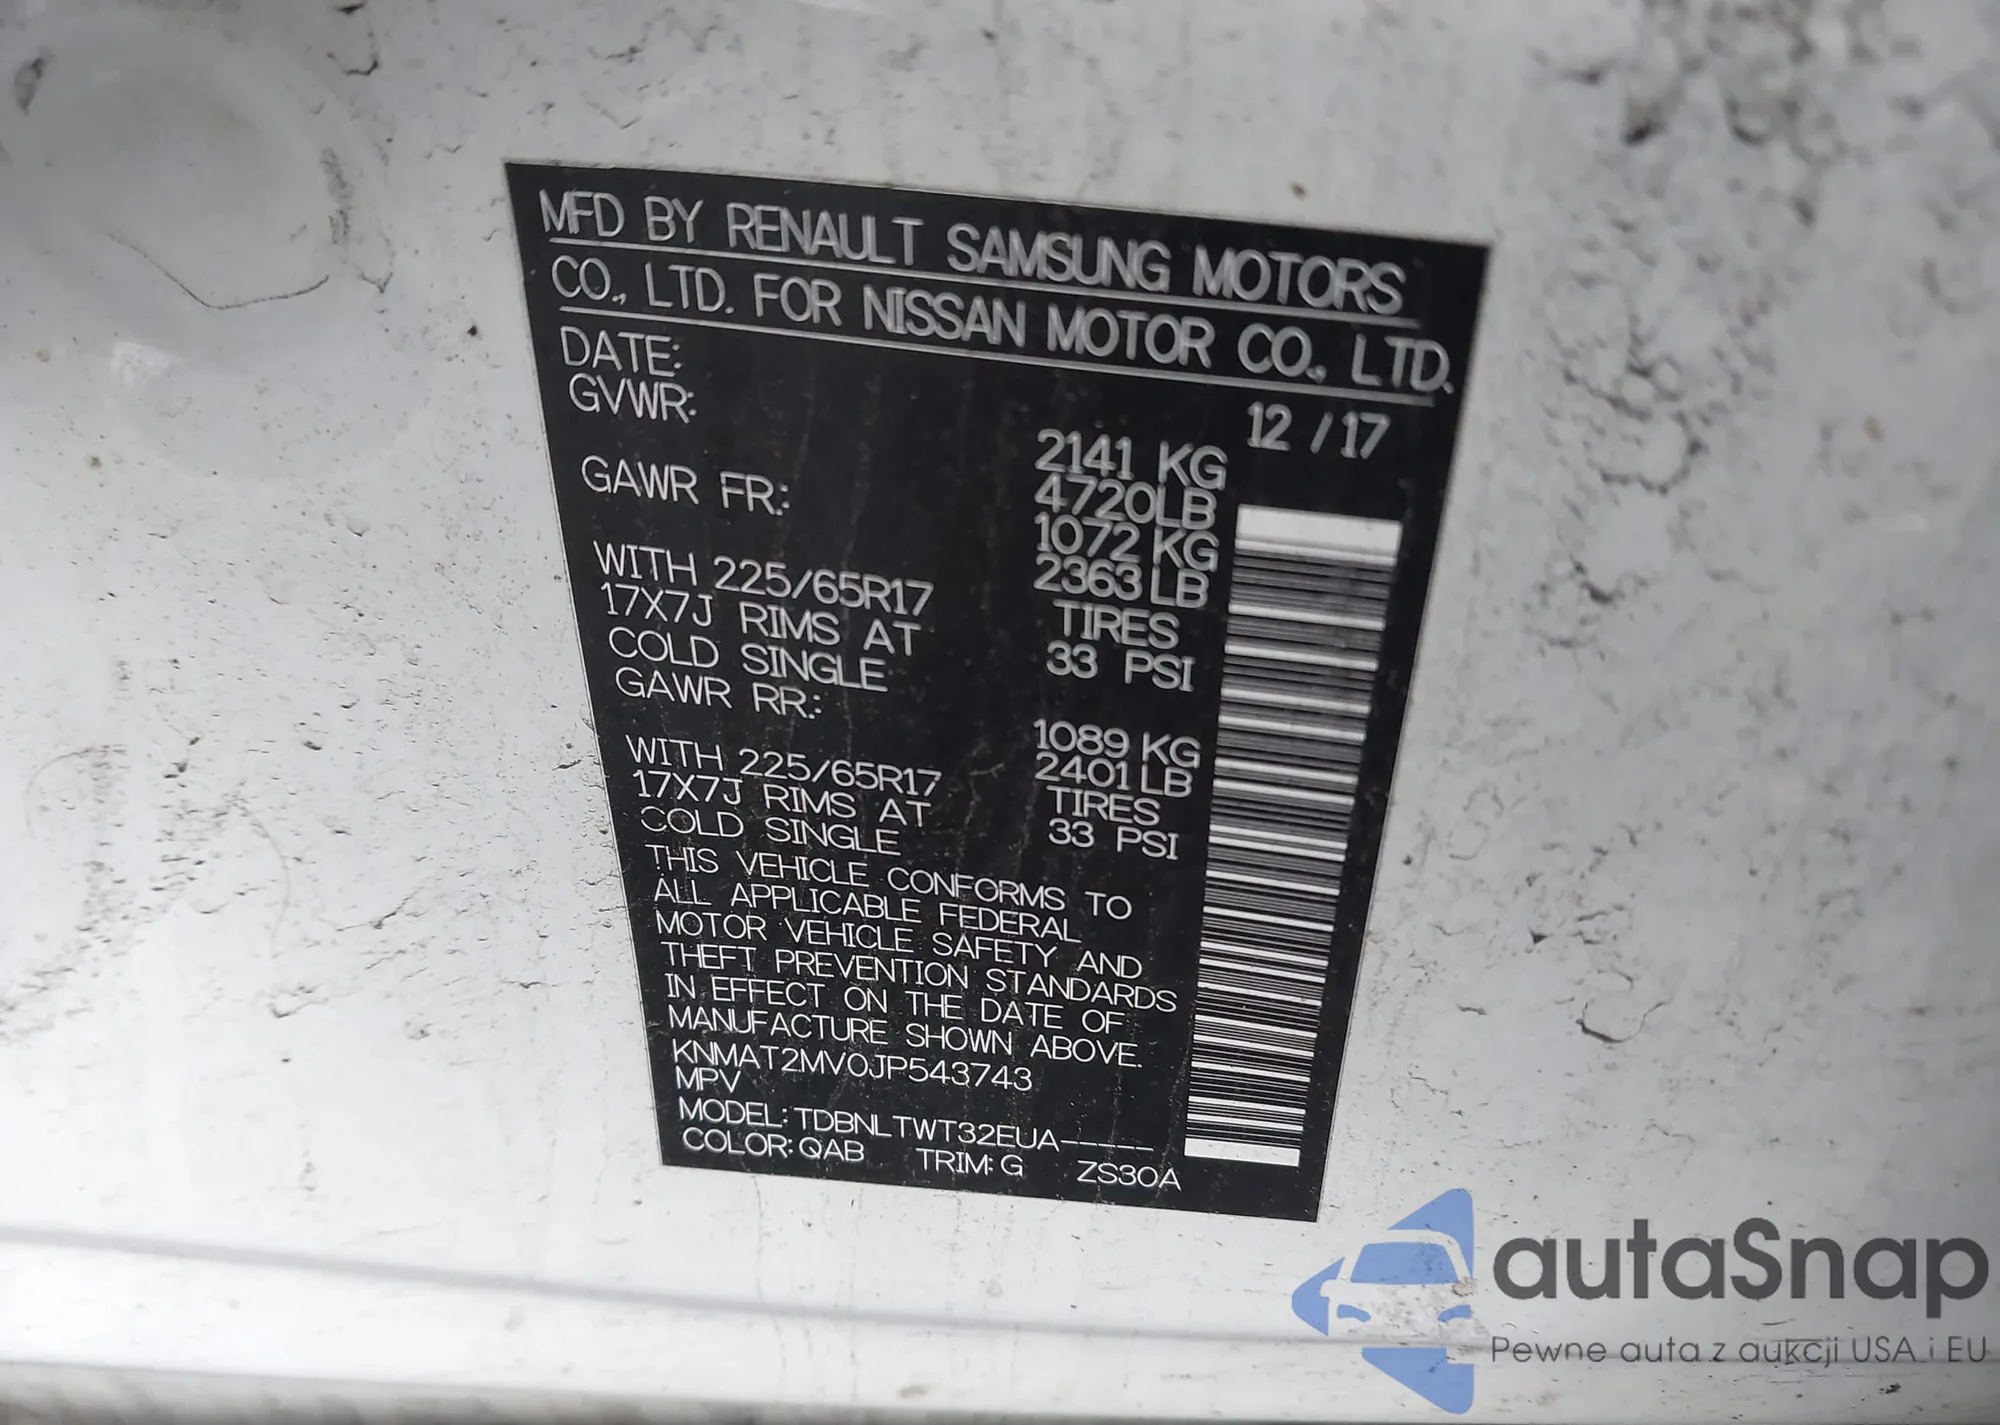 MFD BY RENAULT SAMSUNG MOTORS
CO., LTD. FOR NISSAN MOTOR CO., LTD.
DATE: 12 / 17
GVWR: 2141 KG
4720LB
GAWR FR.: 1072 KG
2363 LB
WITH 225/65R17 TIRES
17X7J RIMS AT 33 PSI
COLD SINGLE
GAWR RR.: 1089 KG
2401 LB
WITH 225/65R17 TIRES
17X7J RIMS AT 33 PSI
COLD SINGLE
THIS VEHICLE CONFORMS TO
ALL APPLICABLE FEDERAL
MOTOR VEHICLE SAFETY AND
THEFT PREVENTION STANDARDS
IN EFFECT ON THE DATE OF
MANUFACTURE SHOWN ABOVE.
KNMAT2MV0JP543743
MPV
MODEL: TDBNLTWT32EUA-----
COLOR: QAB TRIM: G ZS30A
autaSnap
Pewne auta z aukcji USA i EU